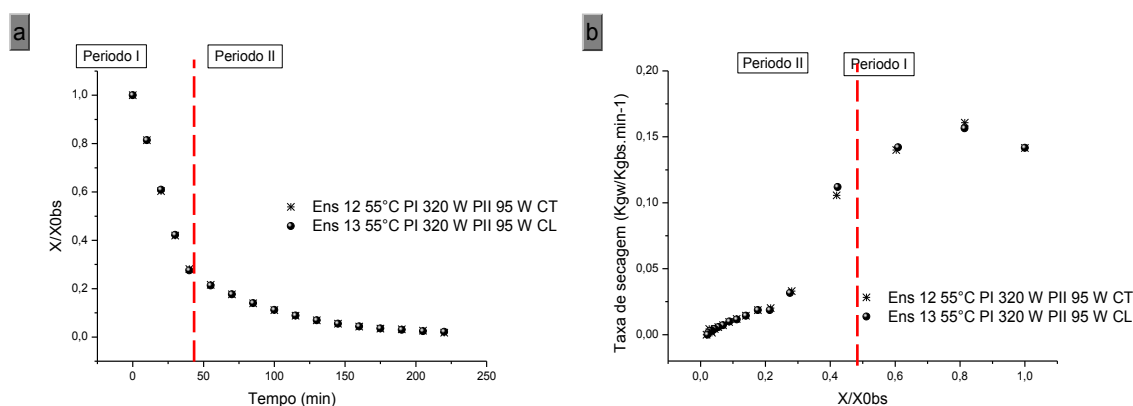 a
Periodo I
Periodo II
X/X0bs
1,0
0,8
0,6
0,4
0,2
0,0
Ens 12 55°C PI 320 W PII 95 W CT
Ens 13 55°C PI 320 W PII 95 W CL
0
50
100
150
200
250
Tempo (min)
b
Periodo II
Periodo I
Taxa de secagem (Kgw/Kgbs.min-1)
0,20
0,15
0,10
0,05
0,00
Ens 12 55°C PI 320 W PII 95 W CT
Ens 13 55°C PI 320 W PII 95 W CL
0,0
0,2
0,4
0,6
0,8
1,0
X/X0bs